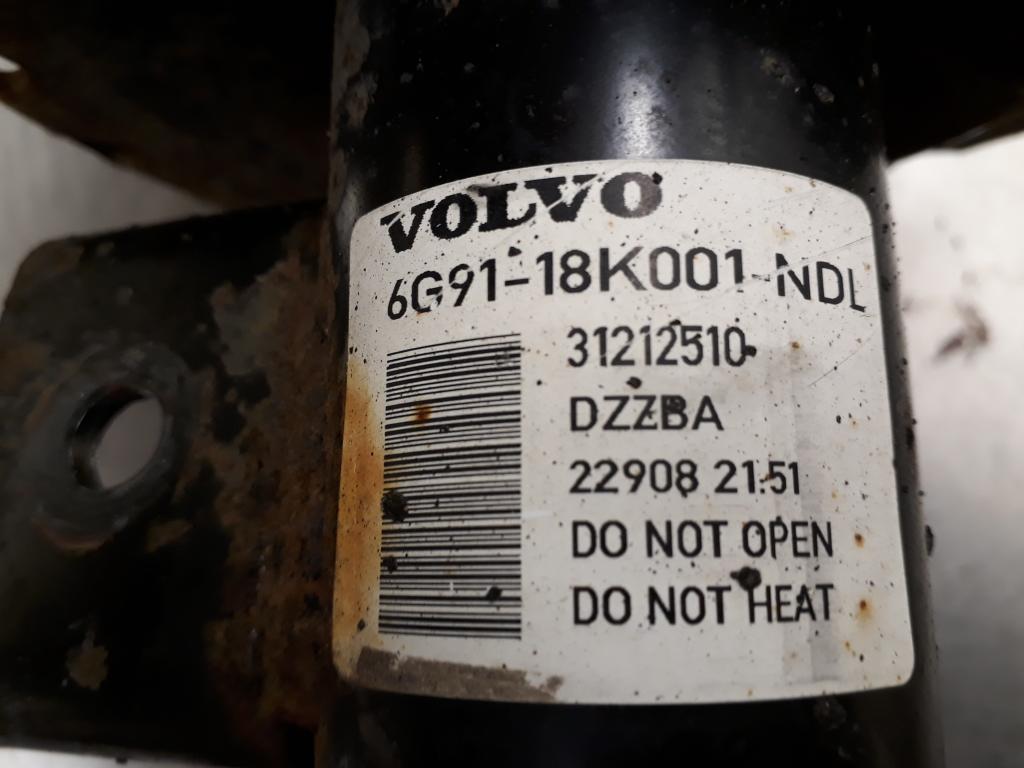 VOLVO
6G91-18K001-NDL
31212510
DZZBA
22908 21:51
DO NOT OPEN
DO NOT HEAT